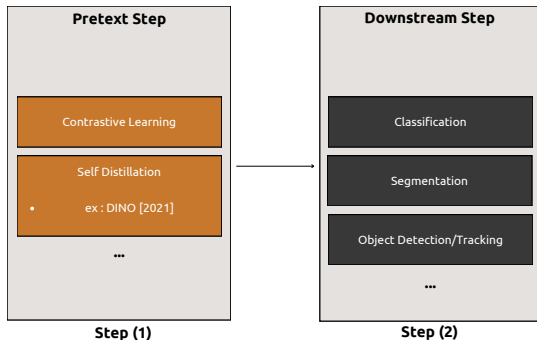 Pretext Step
Contrastive Learning
Self Distillation
• ex : DINO [2021]
...
Step (1)
Downstream Step
Classification
Segmentation
Object Detection/Tracking
...
Step (2)